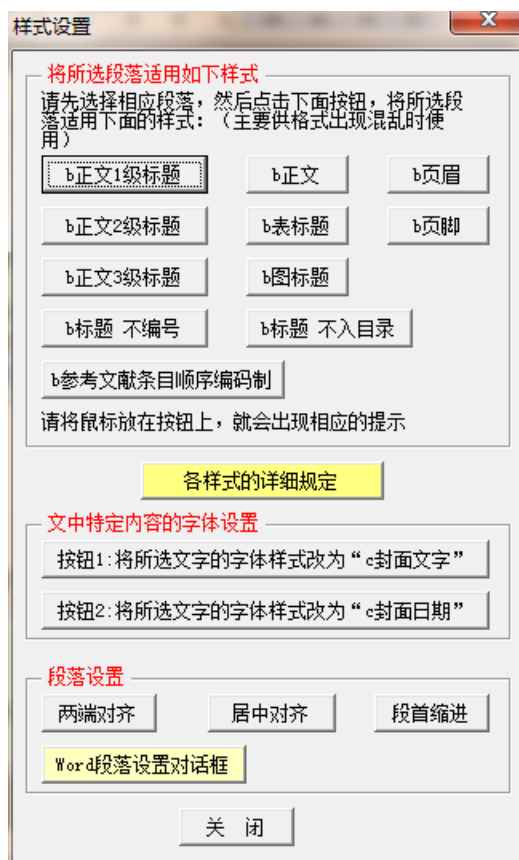 样式设置
将所选段落适用如下样式
请先选择相应段落，然后点击下面按钮，将所选段
落适用下面的样式：（主要供格式出现混乱时使
用）
b正文1级标题 b正文 b页眉
b正文2级标题 b表标题 b页脚
b正文3级标题 b图标题
b标题 不编号 b标题 不入目录
b参考文献条目顺序编码制
请将鼠标放在按钮上，就会出现相应的提示
各样式的详细规定
文中特定内容的字体设置
按钮1:将所选文字的字体样式改为“c封面文字”
按钮2:将所选文字的字体样式改为“c封面日期”
段落设置
两端对齐 居中对齐 段首缩进
Word段落设置对话框
关 闭